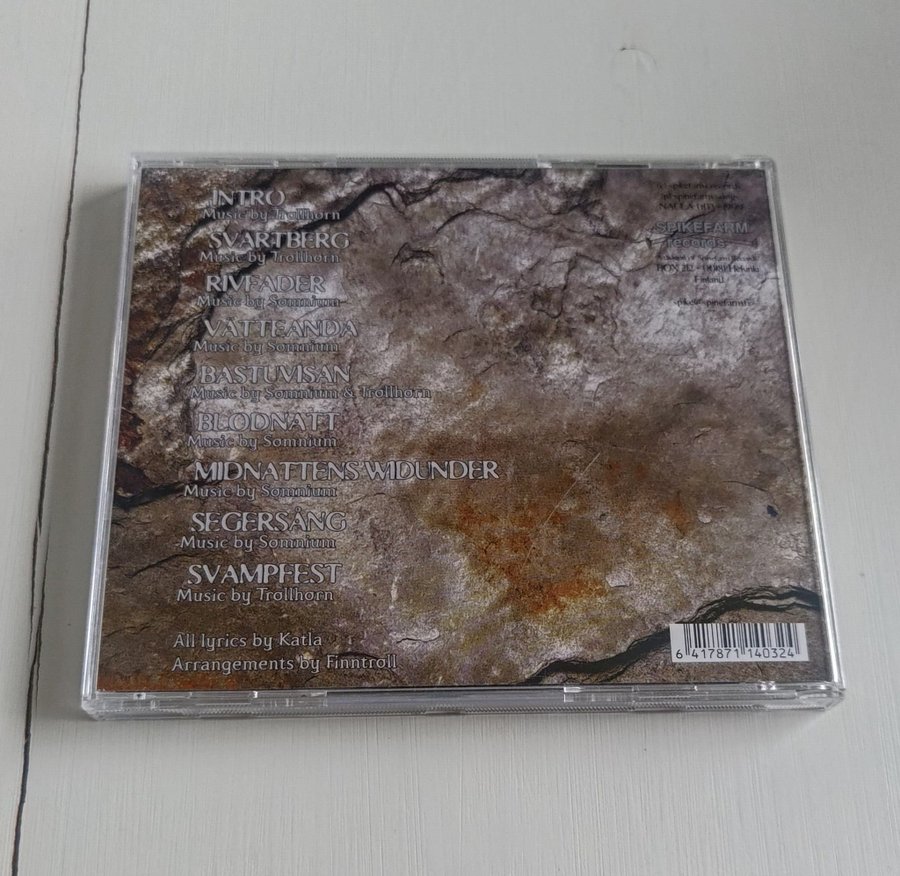 INTRO
Music by Trollhorn
SVARTBERG
Music by Trollhorn
RIVFADER
Music by Somnium
VÄTTEANDA
Music by Somnium
BASTUVISAN
Music by Somnium & Trollhorn
BLODNATT
Music by Somnium
MIDNATTENS WIDUNDER
Music by Somnium
SEGERSÅNG
Music by Somnium
SVAMPFEST
Music by Trollhorn
All lyrics by Katla
Arrangements by Finntroll
SPIKEFARM
records
Finland
6 417871 140324